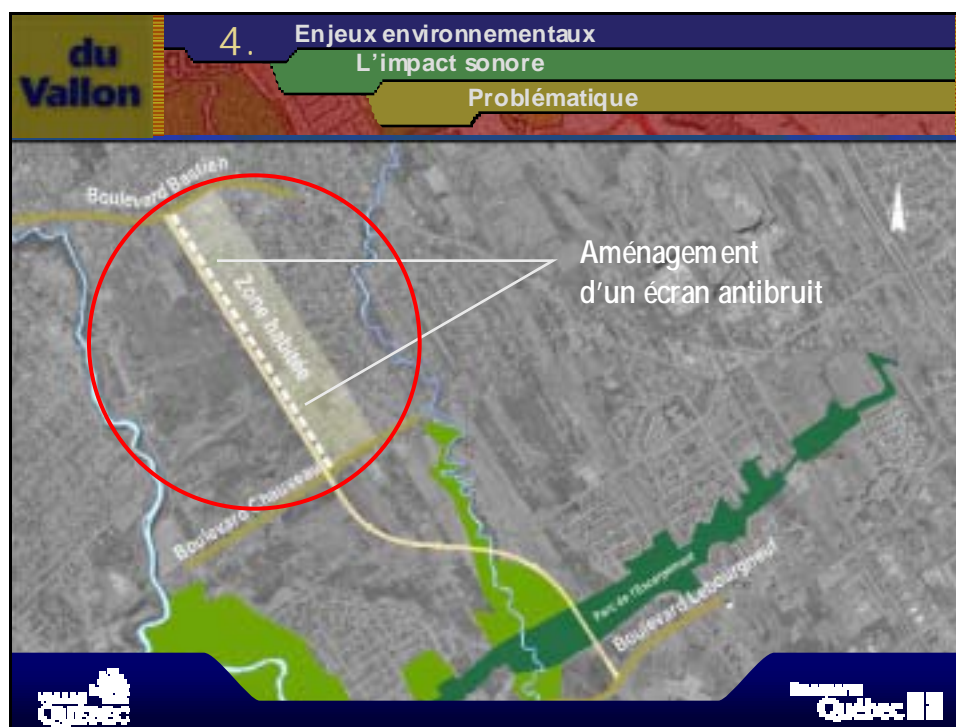 du
Vallon
4.
Enjeux environnementaux
L'impact sonore
Problématique
Boulevard Bastien
Zone habitée
Aménagement
d'un écran antibruit
Boulevard Chauveau
Parc de l'Escarpement
Boulevard Lebourgneuf
Québec
Québec